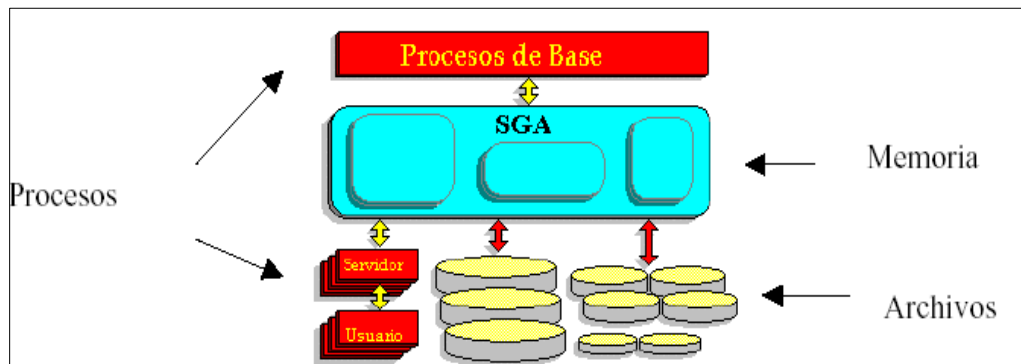 Procesos de Base
SGA
Memoria
Procesos
Servidor
Archivos
Usuario